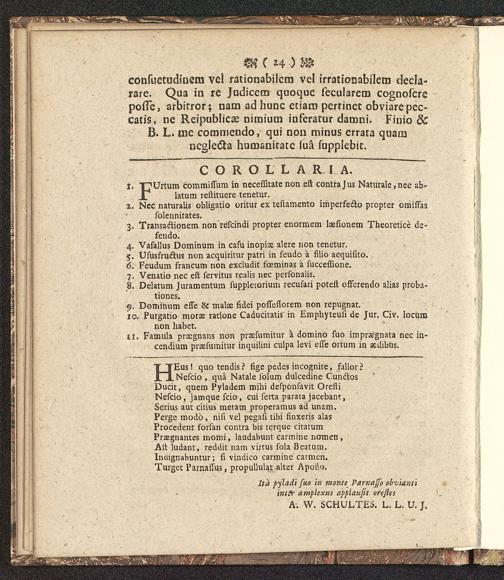 ❧ ( 24 ) ❧
conſuetudinem vel rationabilem vel irrationabilem decla-
rare. Qua in re Judicem quoque ſecularem cognoſcere
poſſe, arbitror; nam ad hunc etiam pertinet obviare pec-
catis, ne Reipublicæ nimium inferatur damni. Finio &
B. L. me commendo, qui non minus errata quam
neglecta humanitate ſuâ ſupplebit.
COROLLARIA.
1. FUrtum commiſſum in neceſſitate non eſt contra Jus Naturale, nec ab-
latum reſtituere tenetur.
2. Nec naturalis obligatio oritur ex teſtamento imperfecto propter omiſſas
ſolennitates.
3. Transactionem non reſcindi propter enormem læſionem Theoreticè de-
fendo.
4. Vaſallus Dominum in caſu inopiæ alere non tenetur.
5. Uſusfructus non acquiritur patri in feudo à filio acquiſito.
6. Feudum francum non excludit fœminas à ſucceſſione.
7. Venatio nec eſt ſervitus realis nec perſonalis.
8. Delatum Juramentum ſuppletorium recuſari poteſt offerendo alias proba-
tiones.
9. Dominum eſſe & malæ fidei poſſeſſorem non repugnat.
10. Purgatio moræ ratione Caducitatis in Emphyteuſi de Jur. Civ. locum
non habet.
11. Famula prægnans non præſumitur à domino ſuo imprægnata nec in-
cendium præſumitur inquilini culpa levi eſſe ortum in ædibus.
HEus! quo tendis? fige pedes incognite, fallor?
Neſcio, quâ Natale ſolum dulcedine Cunctos
Ducit, quem Pyladem mihi deſponſavit Oreſti
Neſcio, jamque ſcio, cui ſerta parata jacebant,
Serius aut citius metam properamus ad unam.
Perge modò, niſi vel pegaſi tibi finxeris alas
Procedent forſan contra bis terque citatum
Prægnantes momi, laudabunt carmine nomen,
Aſt ludant, reddit nam virtus ſola Beatum.
Indignabuntur; ſi vindico carmine carmen.
Turget Parnaſſus, propullulat alter Apollo.
Ità pyladi ſuo in monte Parnaſſo obvianti
inter amplexus applauſit oreſtes
A. W. SCHULTES. L. L. U. J.